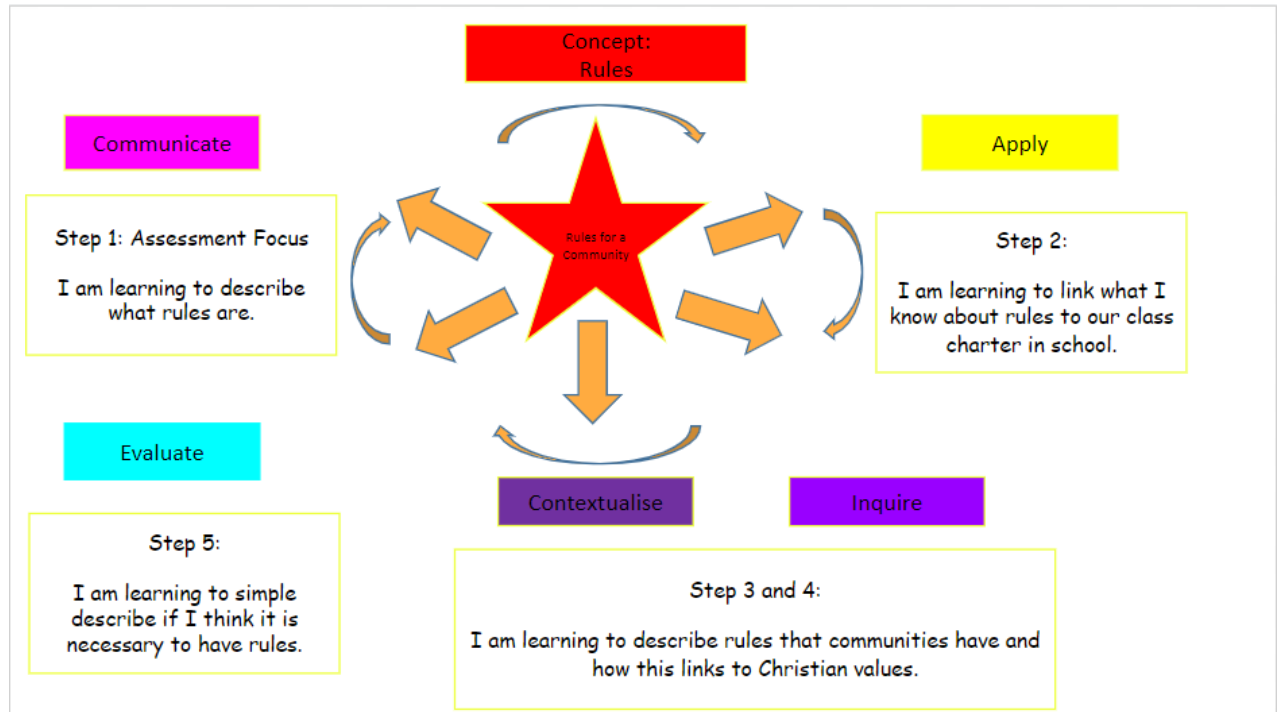 Concept:
Rules
Communicate
Apply
Rules for a
Community
Step 1: Assessment Focus
I am learning to describe
what rules are.
Step 2:
I am learning to link what I
know about rules to our class
charter in school.
Evaluate
Contextualise
Inquire
Step 5:
I am learning to simple
describe if I think it is
necessary to have rules.
Step 3 and 4:
I am learning to describe rules that communities have and
how this links to Christian values.